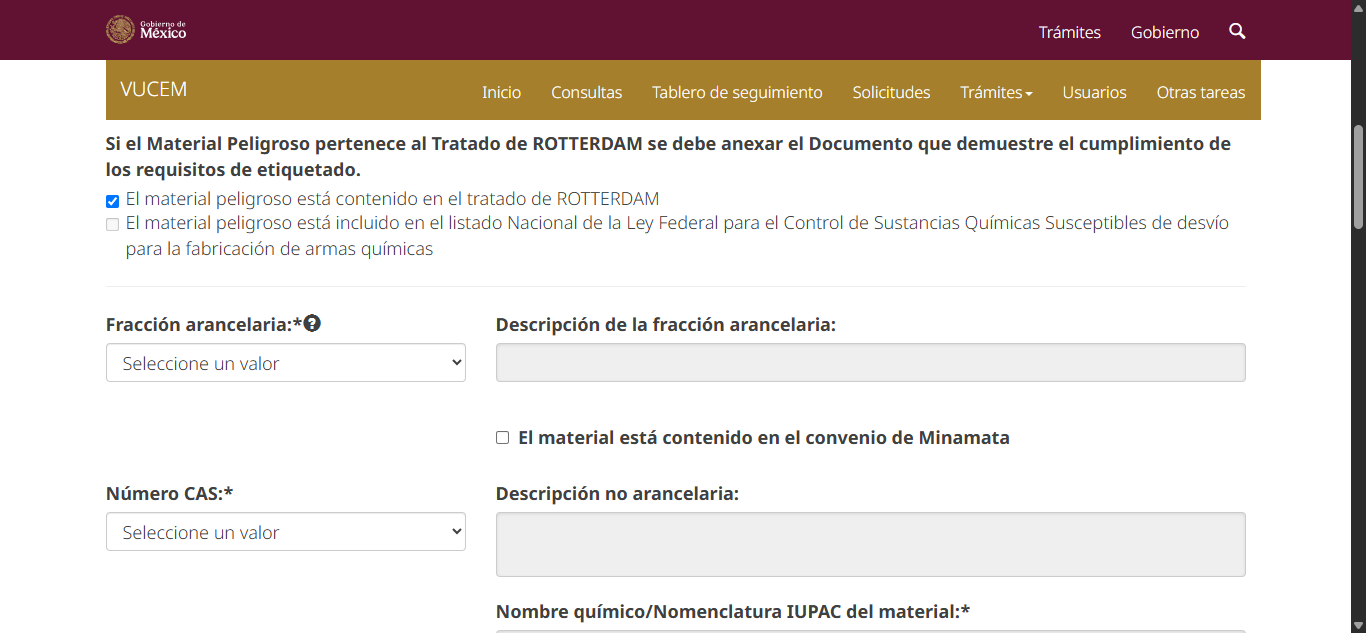 Gobierno de
México
Trámites
Gobierno
VUCEM
Inicio
Consultas
Tablero de seguimiento
Solicitudes
Trámites
Usuarios
Otras tareas
Si el Material Peligroso pertenece al Tratado de ROTTERDAM se debe anexar el Documento que demuestre el cumplimiento de
los requisitos de etiquetado.
El material peligroso está contenido en el tratado de ROTTERDAM
El material peligroso está incluido en el listado Nacional de la Ley Federal para el Control de Sustancias Químicas Susceptibles de desvío
para la fabricación de armas químicas
Fracción arancelaria:*
Descripción de la fracción arancelaria:
Seleccione un valor
El material está contenido en el convenio de Minamata
Número CAS:*
Descripción no arancelaria:
Seleccione un valor
Nombre químico/Nomenclatura IUPAC del material:*